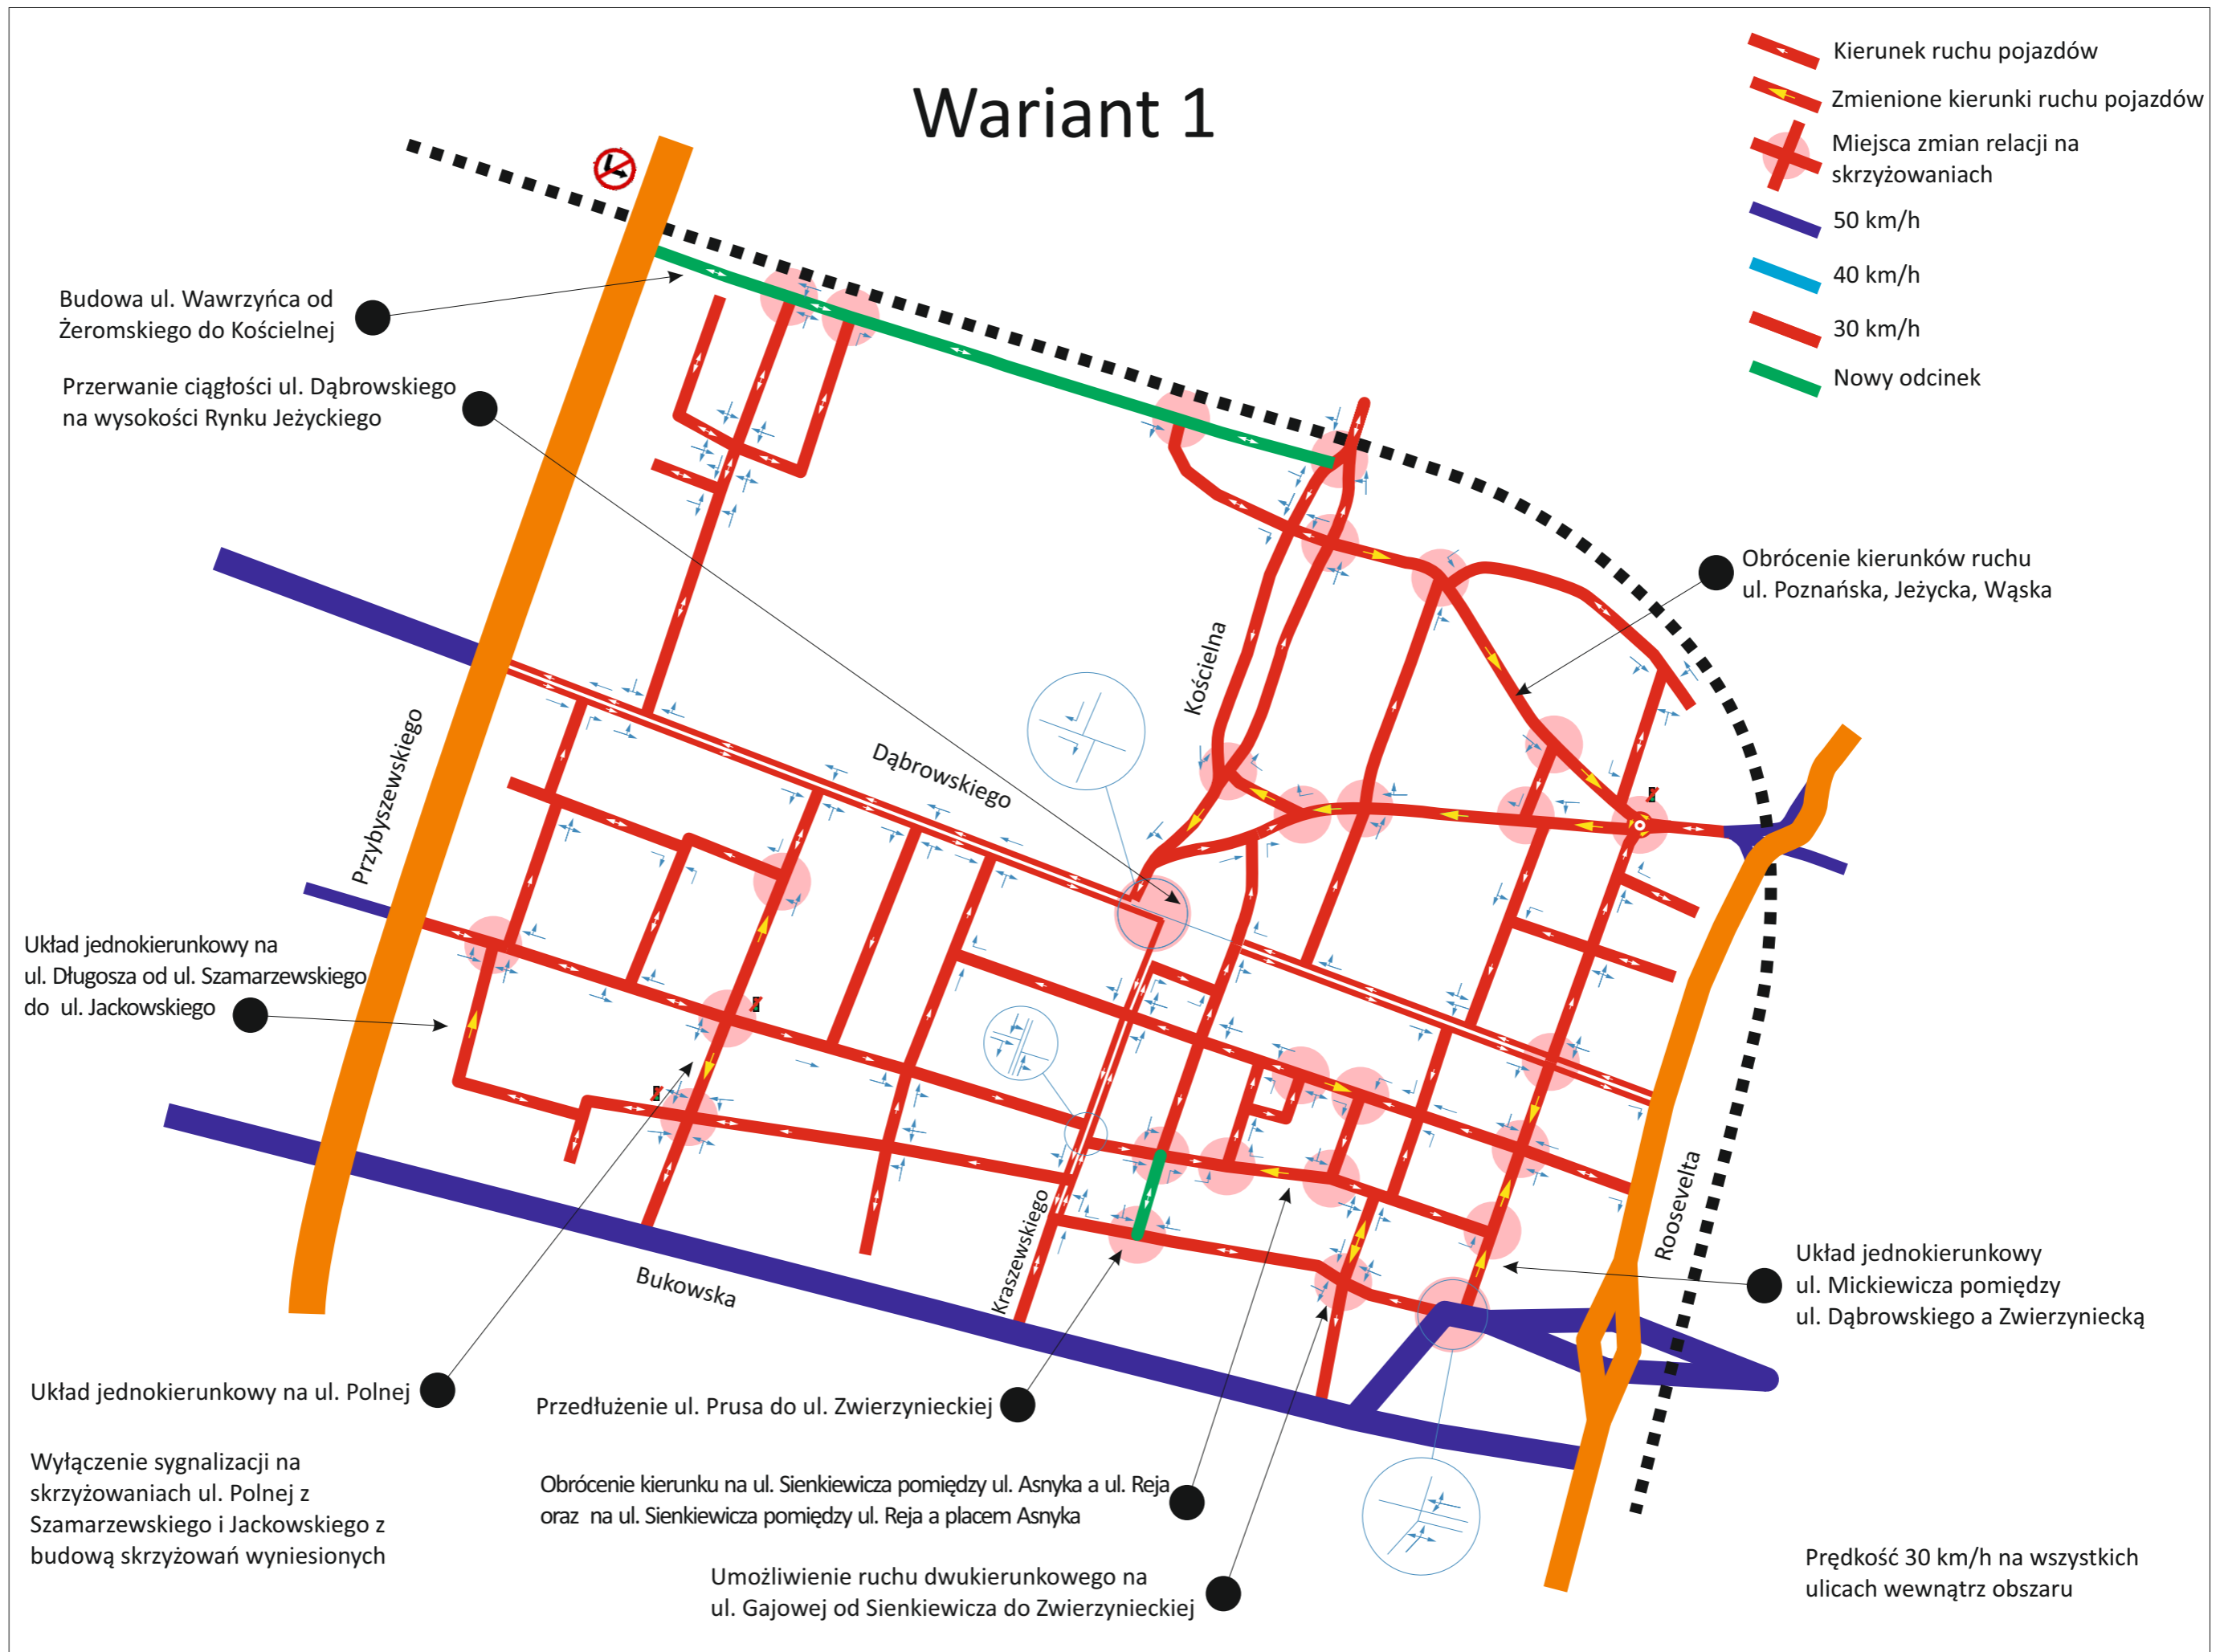 Wariant 1
Kierunek ruchu pojazdów
Zmienione kierunki ruchu pojazdów
Miejsca zmian relacji na
skrzyżowaniach
50 km/h
40 km/h
30 km/h
Nowy odcinek
Budowa ul. Wawrzyńca od
Żeromskiego do Kościelnej
Przerwanie ciągłości ul. Dąbrowskiego
na wysokości Rynku Jeżyckiego
Obrócenie kierunków ruchu
ul. Poznańska, Jeżycka, Wąska
Kościelna
Dąbrowskiego
Przybyszewskiego
Układ jednokierunkowy na
ul. Długosza od ul. Szamarzewskiego
do ul. Jackowskiego
Kraszewskiego
Roosevelta
Bukowska
Układ jednokierunkowy
ul. Mickiewicza pomiędzy
ul. Dąbrowskiego a Zwierzyniecką
Układ jednokierunkowy na ul. Polnej
Przedłużenie ul. Prusa do ul. Zwierzynieckiej
Wyłączenie sygnalizacji na
skrzyżowaniach ul. Polnej z
Szamarzewskiego i Jackowskiego z
budową skrzyżowań wyniesionych
Obrócenie kierunku na ul. Sienkiewicza pomiędzy ul. Asnyka a ul. Reja
oraz na ul. Sienkiewicza pomiędzy ul. Reja a placem Asnyka
Umożliwienie ruchu dwukierunkowego na
ul. Gajowej od Sienkiewicza do Zwierzynieckiej
Prędkość 30 km/h na wszystkich
ulicach wewnątrz obszaru